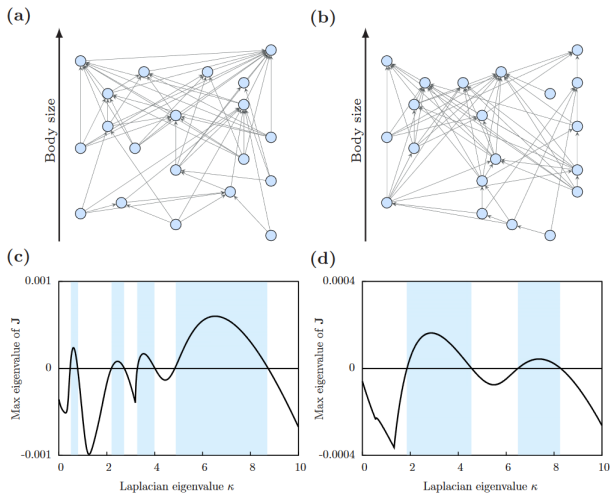 (a)
(b)
Body size
Body size
(c)
(d)
0.001
0
-0.001
Max eigenvalue of J
0 2 4 6 8 10
Laplacian eigenvalue κ
0.0004
0
-0.0004
Max eigenvalue of J
0 2 4 6 8 10
Laplacian eigenvalue κ